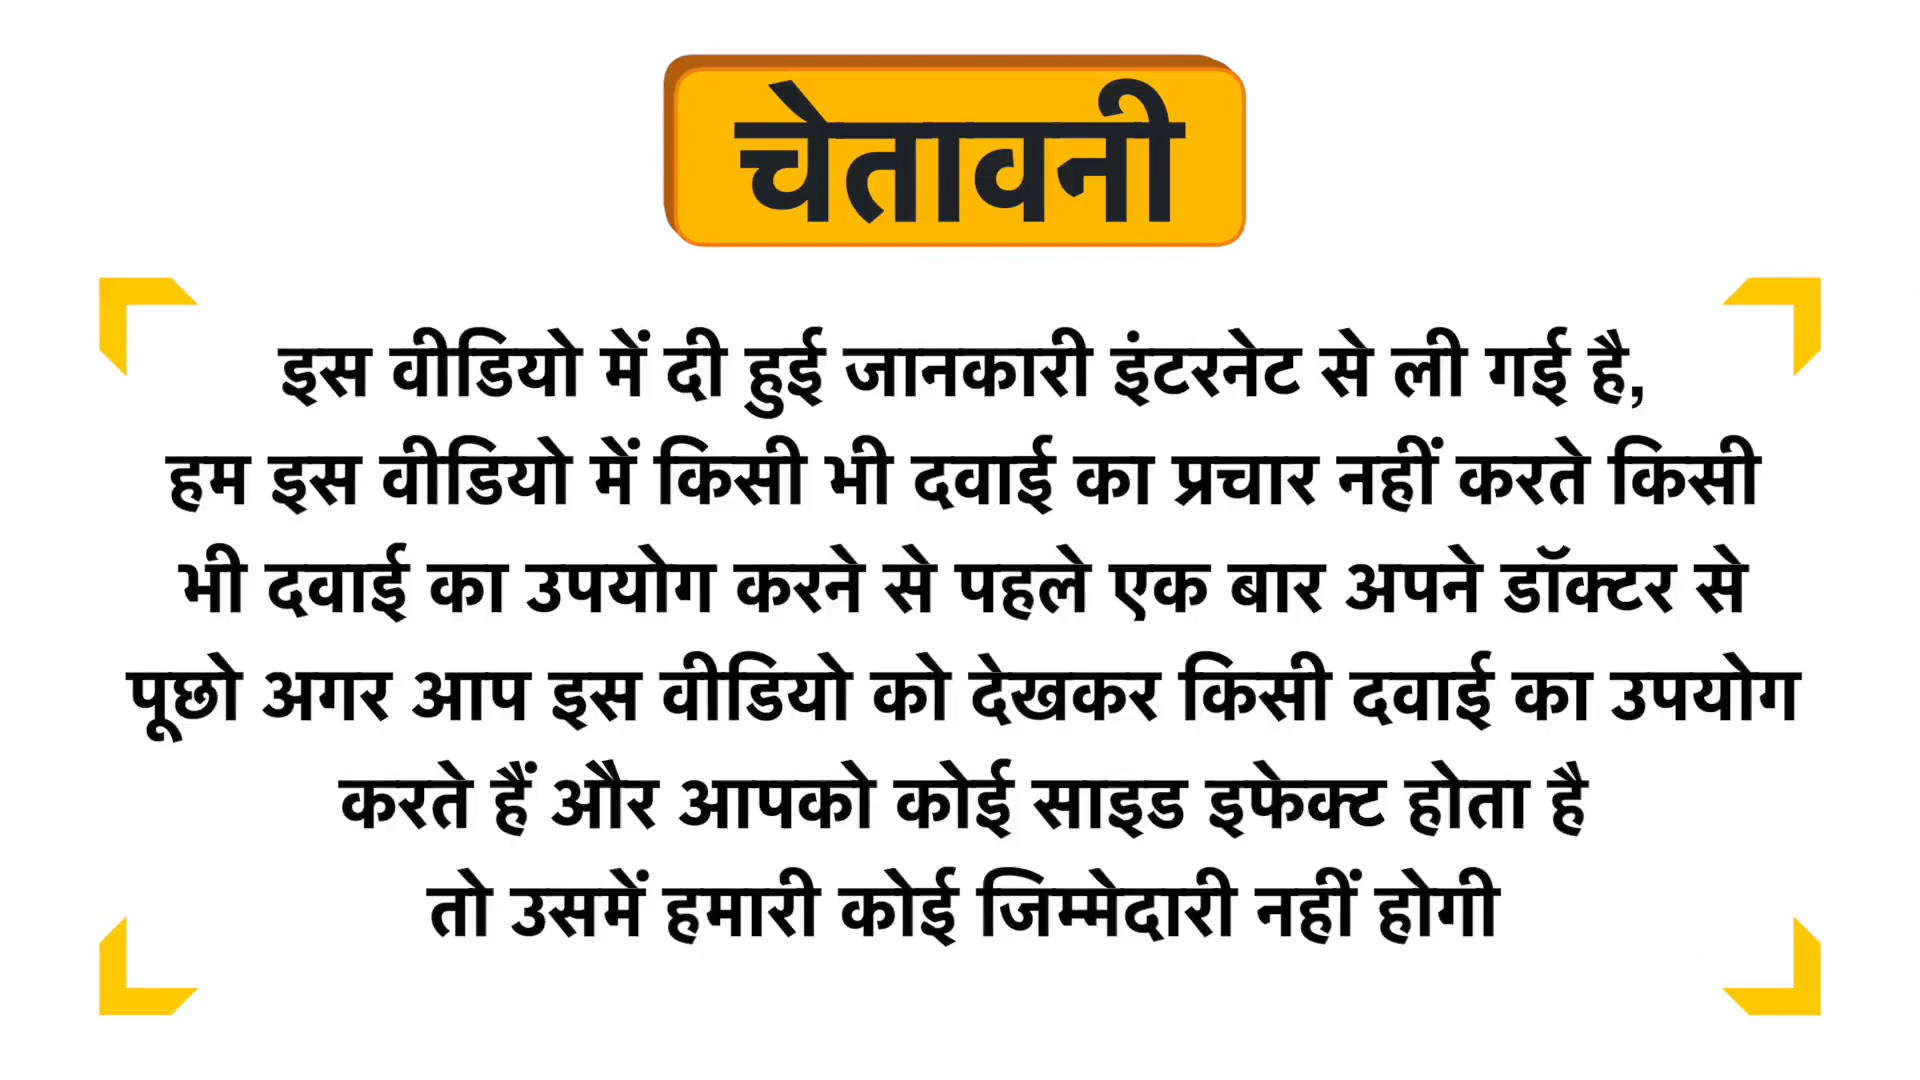 चेतावनी
इस वीडियो में दी हुई जानकारी इंटरनेट से ली गई है,
हम इस वीडियो में किसी भी दवाई का प्रचार नहीं करते किसी
भी दवाई का उपयोग करने से पहले एक बार अपने डॉक्टर से
पूछो अगर आप इस वीडियो को देखकर किसी दवाई का उपयोग
करते हैं और आपको कोई साइड इफेक्ट होता है
तो उसमें हमारी कोई जिम्मेदारी नहीं होगी